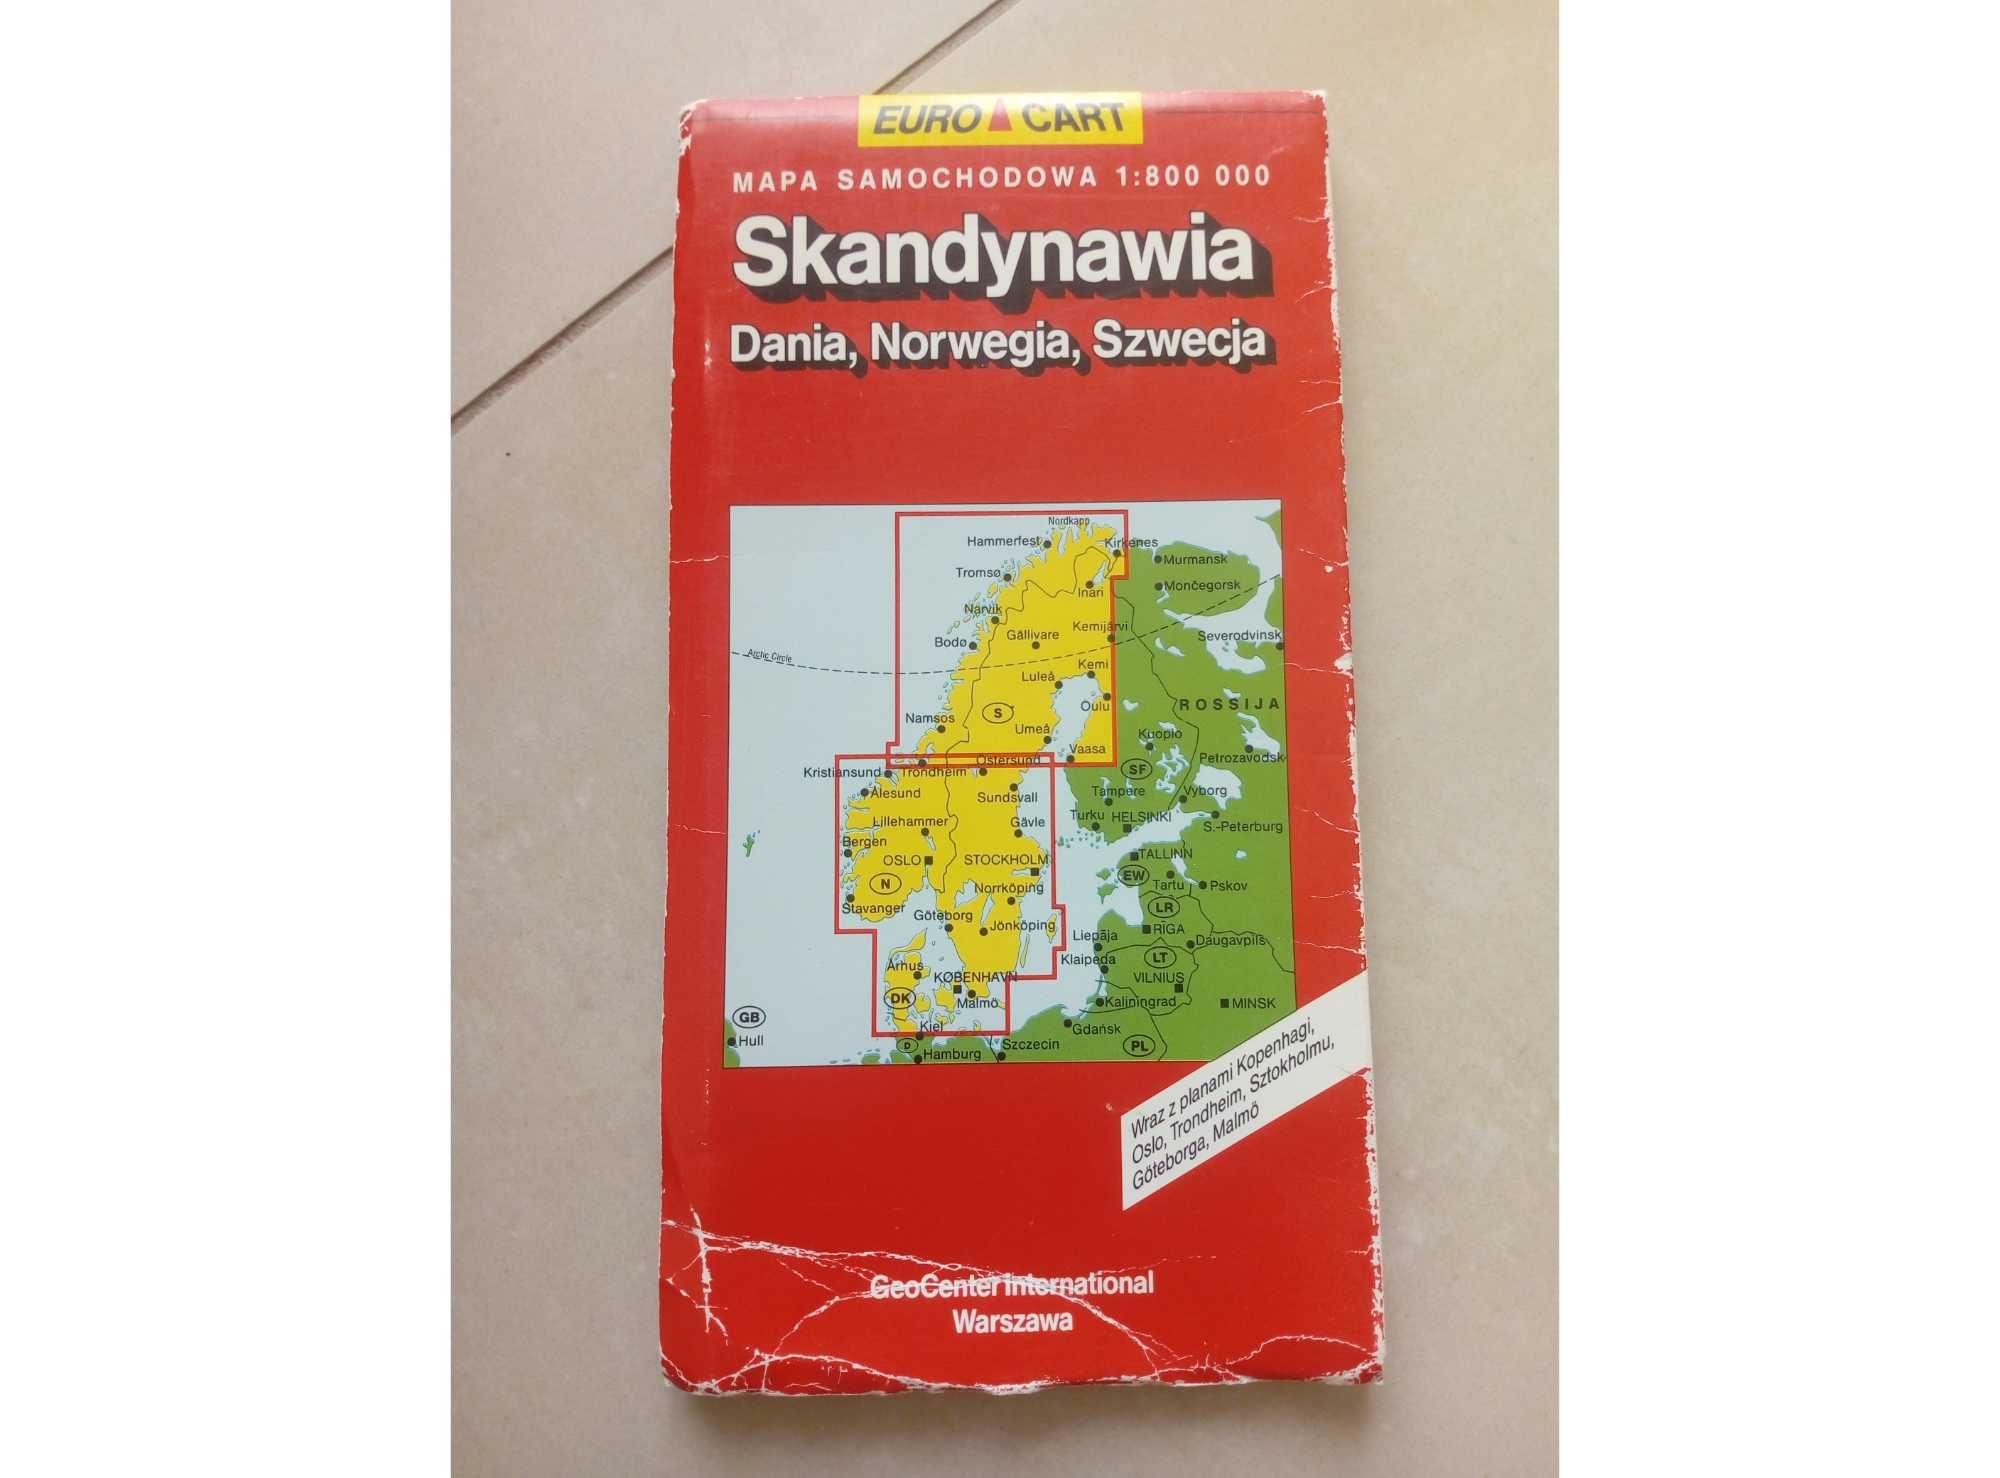 EURO CART
MAPA SAMOCHODOWA 1:800 000
Skandynawia
Dania, Norwegia, Szwecja
Nordkapp
Hammerfest
Kirkenes
Murmansk
Tromsø
Mončegorsk
Inari
Narvik
Kemijärvi
Gällivare
Severodvinsk
Bodø
Arctic Circle
Kemi
Luleå
Oulu
ROSSIJA
S
Namsos
Umeå
Kuopio
Vaasa
Petrozavodsk
Östersund
Kristiansund
Trondheim
SF
Ålesund
Sundsvall
Tampere
Vyborg
Lillehammer
Gävle
Turku
HELSINKI
S.-Peterburg
Bergen
OSLO
STOCKHOLM
TALLINN
N
Norrköping
EW
Tartu
Pskov
Stavanger
Göteborg
LR
Jönköping
RĪGA
Liepāja
Daugavpils
Århus
Klaipeda
LT
KØBENHAVN
VILNIUS
DK
Malmö
Kaliningrad
MINSK
GB
Kiel
Gdańsk
Hull
D
Hamburg
Szczecin
PL
Wraz z planami Kopenhagi,
Oslo, Trondheim, Sztokholmu,
Göteborga, Malmö
GeoCenter International
Warszawa